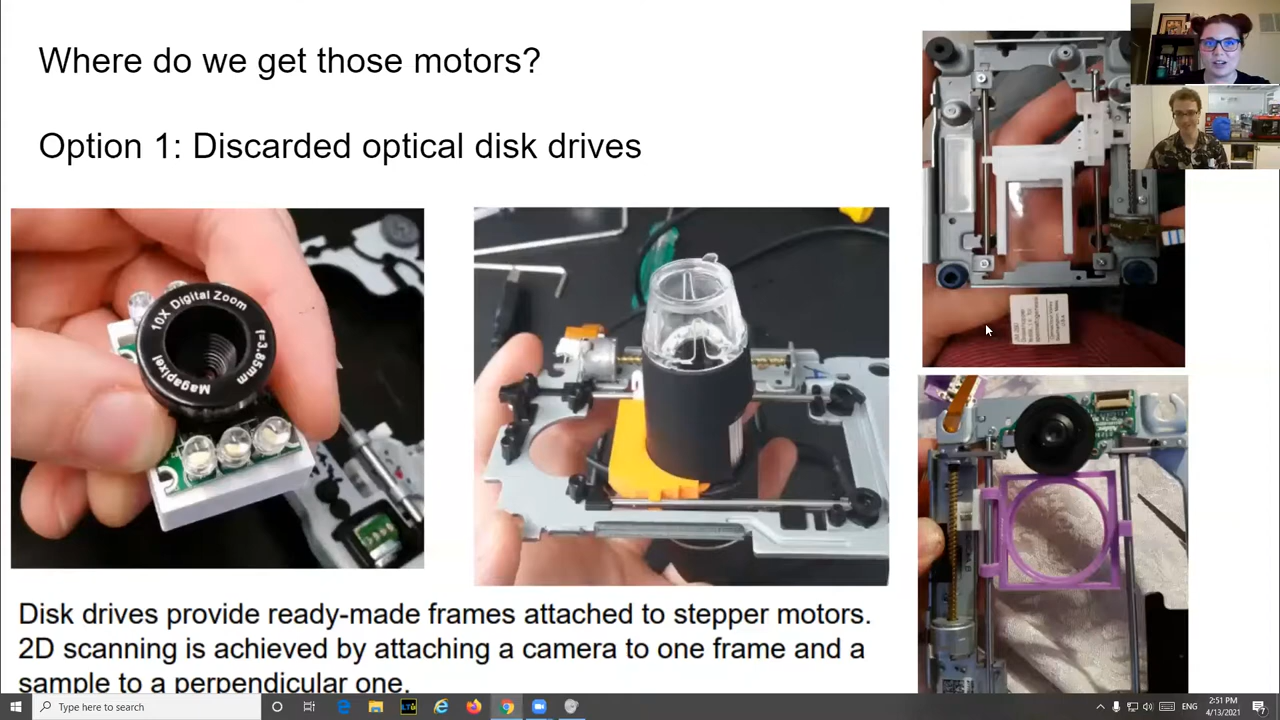 Where do we get those motors?
Option 1: Discarded optical disk drives
10X Digital Zoom
f=3.85mm
Magapixel
Disk drives provide ready-made frames attached to stepper motors.
2D scanning is achieved by attaching a camera to one frame and a
sample to a perpendicular one.
Type here to search
ENG
2:51 PM
4/13/2021